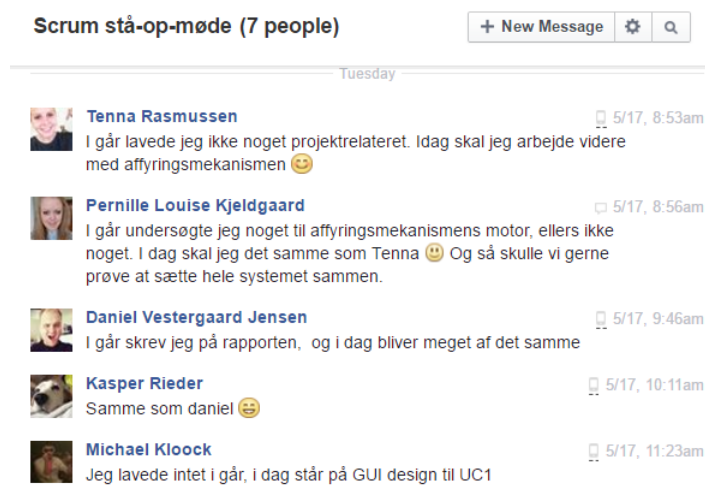 Scrum stå-op-møde (7 people)
+ New Message
Tuesday
Tenna Rasmussen
5/17, 8:53am
I går lavede jeg ikke noget projektrelateret. Idag skal jeg arbejde videre
med affyringsmekanismen 😊
Pernille Louise Kjeldgaard
5/17, 8:56am
I går undersøgte jeg noget til affyringsmekanismens motor, ellers ikke
noget. I dag skal jeg det samme som Tenna 🙂 Og så skulle vi gerne
prøve at sætte hele systemet sammen.
Daniel Vestergaard Jensen
5/17, 9:46am
I går skrev jeg på rapporten,  og i dag bliver meget af det samme
Kasper Rieder
5/17, 10:11am
Samme som daniel 😄
Michael Kloock
5/17, 11:23am
Jeg lavede intet i går, i dag står på GUI design til UC1